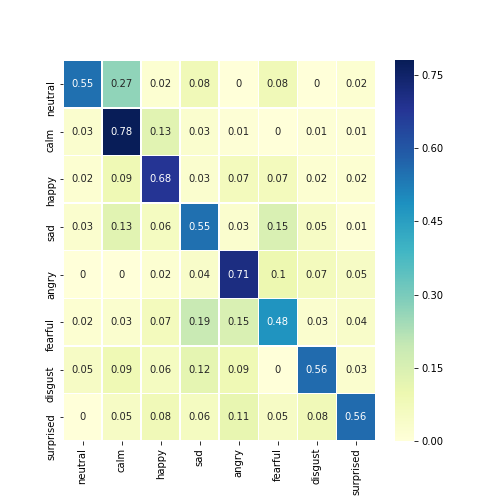 neutral 0.55 0.27 0.02 0.08 0 0.08 0 0.02
calm 0.03 0.78 0.13 0.03 0.01 0 0.01 0.01
happy 0.02 0.09 0.68 0.03 0.07 0.07 0.02 0.02
sad 0.03 0.13 0.06 0.55 0.03 0.15 0.05 0.01
angry 0 0 0.02 0.04 0.71 0.1 0.07 0.05
fearful 0.02 0.03 0.07 0.19 0.15 0.48 0.03 0.04
disgust 0.05 0.09 0.06 0.12 0.09 0 0.56 0.03
surprised 0 0.05 0.08 0.06 0.11 0.05 0.08 0.56
neutral calm happy sad angry fearful disgust surprised
0.75
0.60
0.45
0.30
0.15
0.00